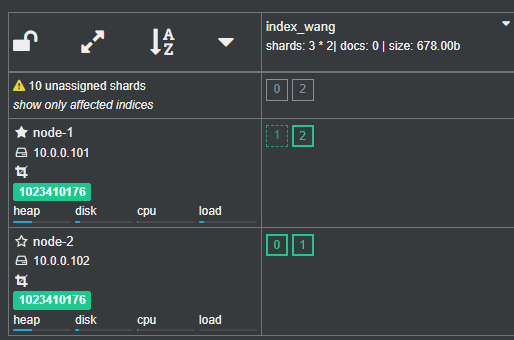 A
Z
index_wang
shards: 3 * 2| docs: 0 | size: 678.00b
10 unassigned shards
show only affected indices
0 2
node-1
10.0.0.101
1023410176
heap disk cpu load
1 2
node-2
10.0.0.102
1023410176
heap disk cpu load
0 1